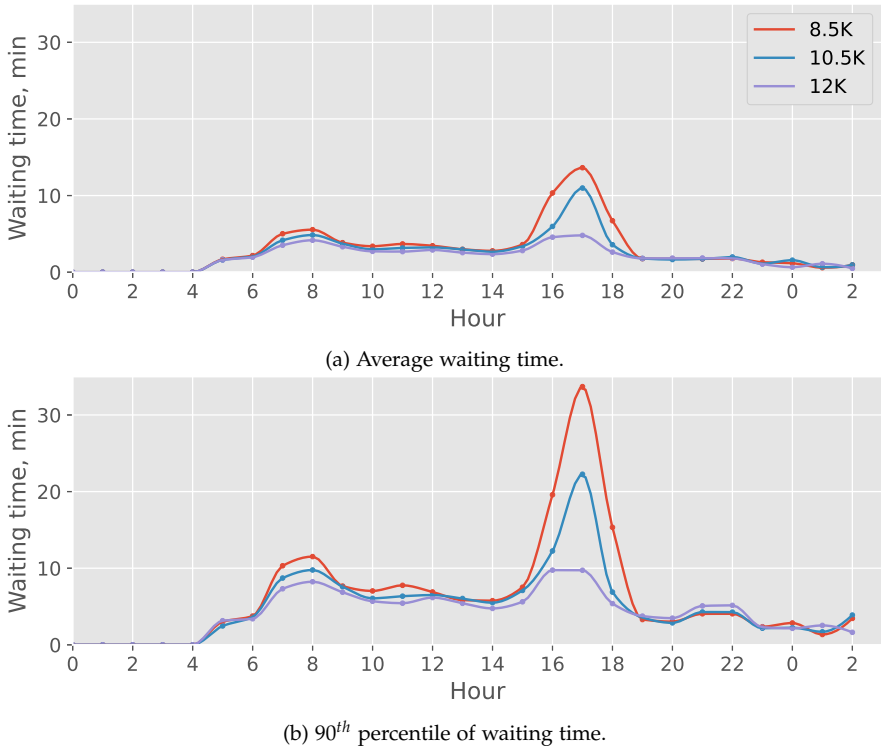 30
20
10
0
Waiting time, min
8.5K
10.5K
12K
0 2 4 6 8 10 12 14 16 18 20 22 0 2
Hour
(a) Average waiting time.
30
20
10
0
Waiting time, min
0 2 4 6 8 10 12 14 16 18 20 22 0 2
Hour
(b) 90th percentile of waiting time.